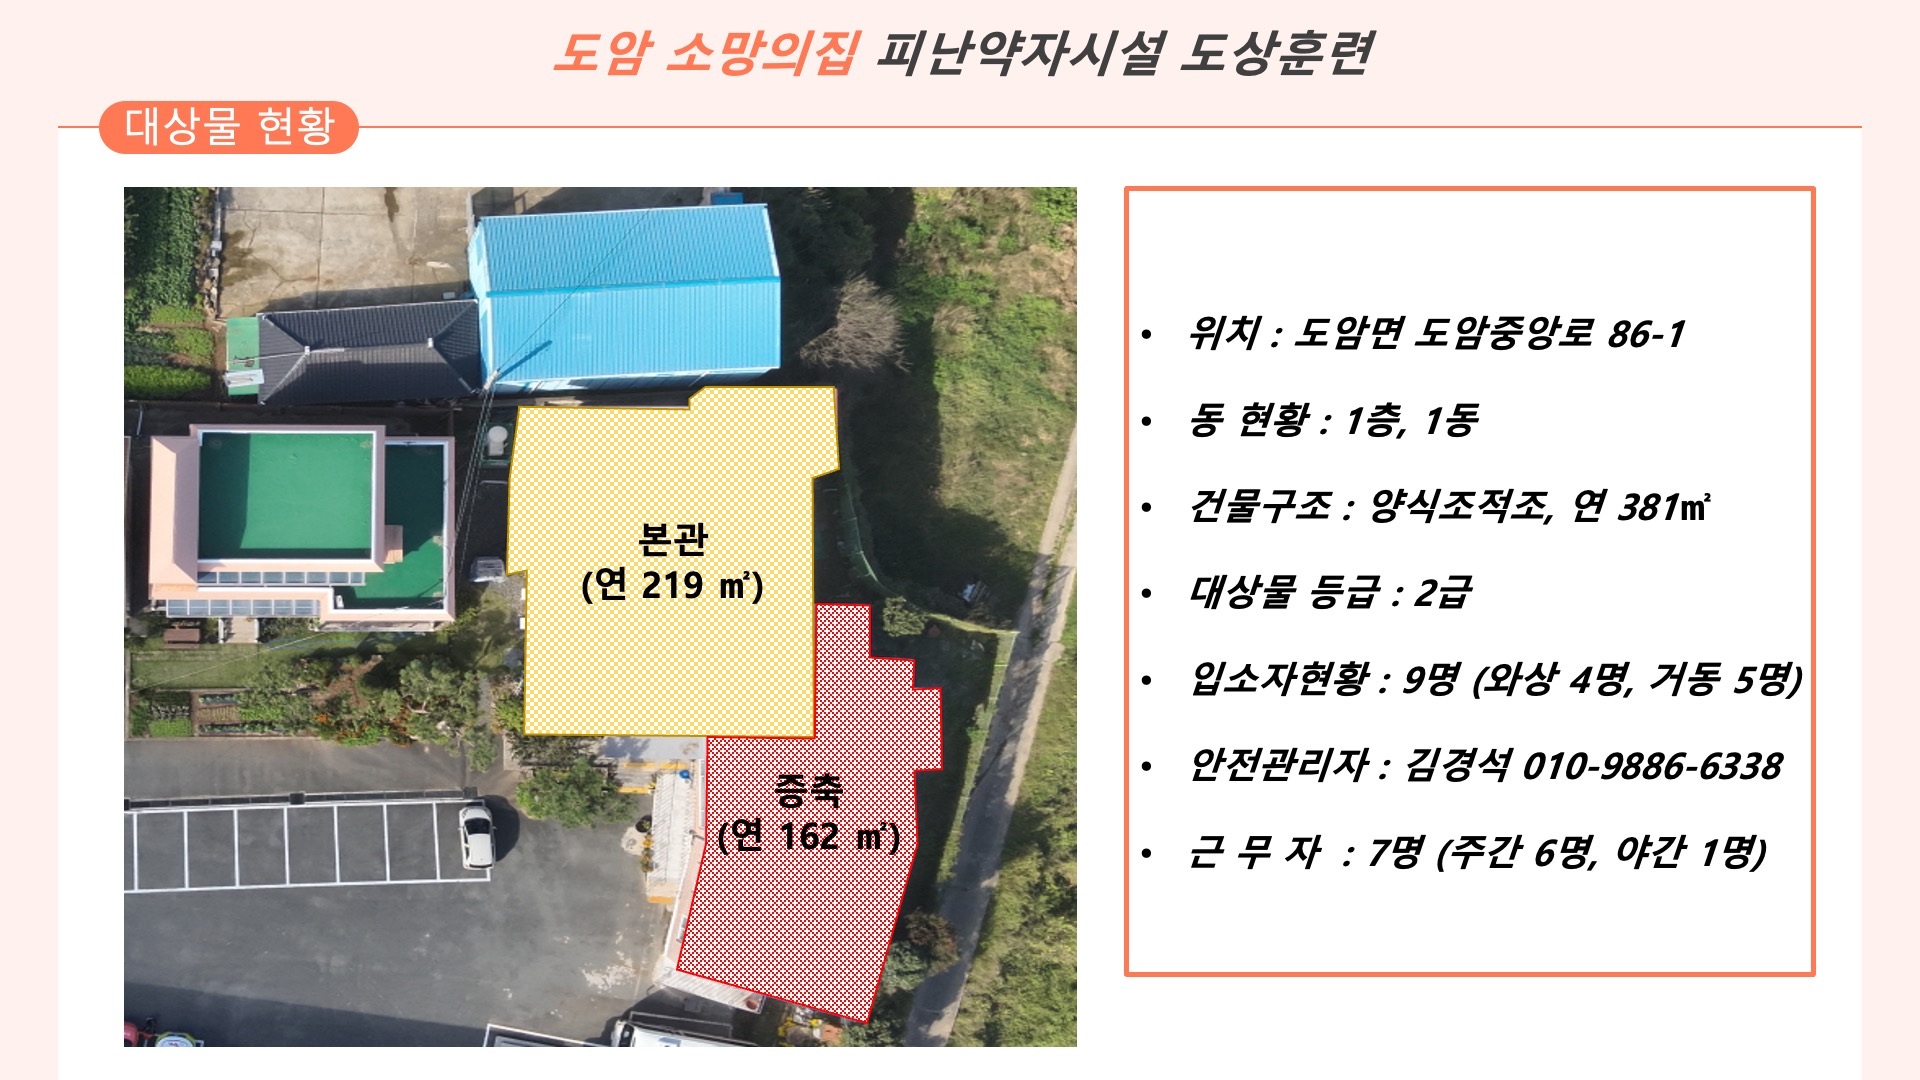 도암 소망의집 피난약자시설 도상훈련
대상물 현황
본관
(연 219 ㎡)
증축
(연 162 ㎡)
• 위치 : 도암면 도암중앙로 86-1
• 동 현황 : 1층, 1동
• 건물구조 : 양식조적조, 연 381㎡
• 대상물 등급 : 2급
• 입소자현황 : 9명 (와상 4명, 거동 5명)
• 안전관리자 : 김경석 010-9886-6338
• 근 무 자 : 7명 (주간 6명, 야간 1명)